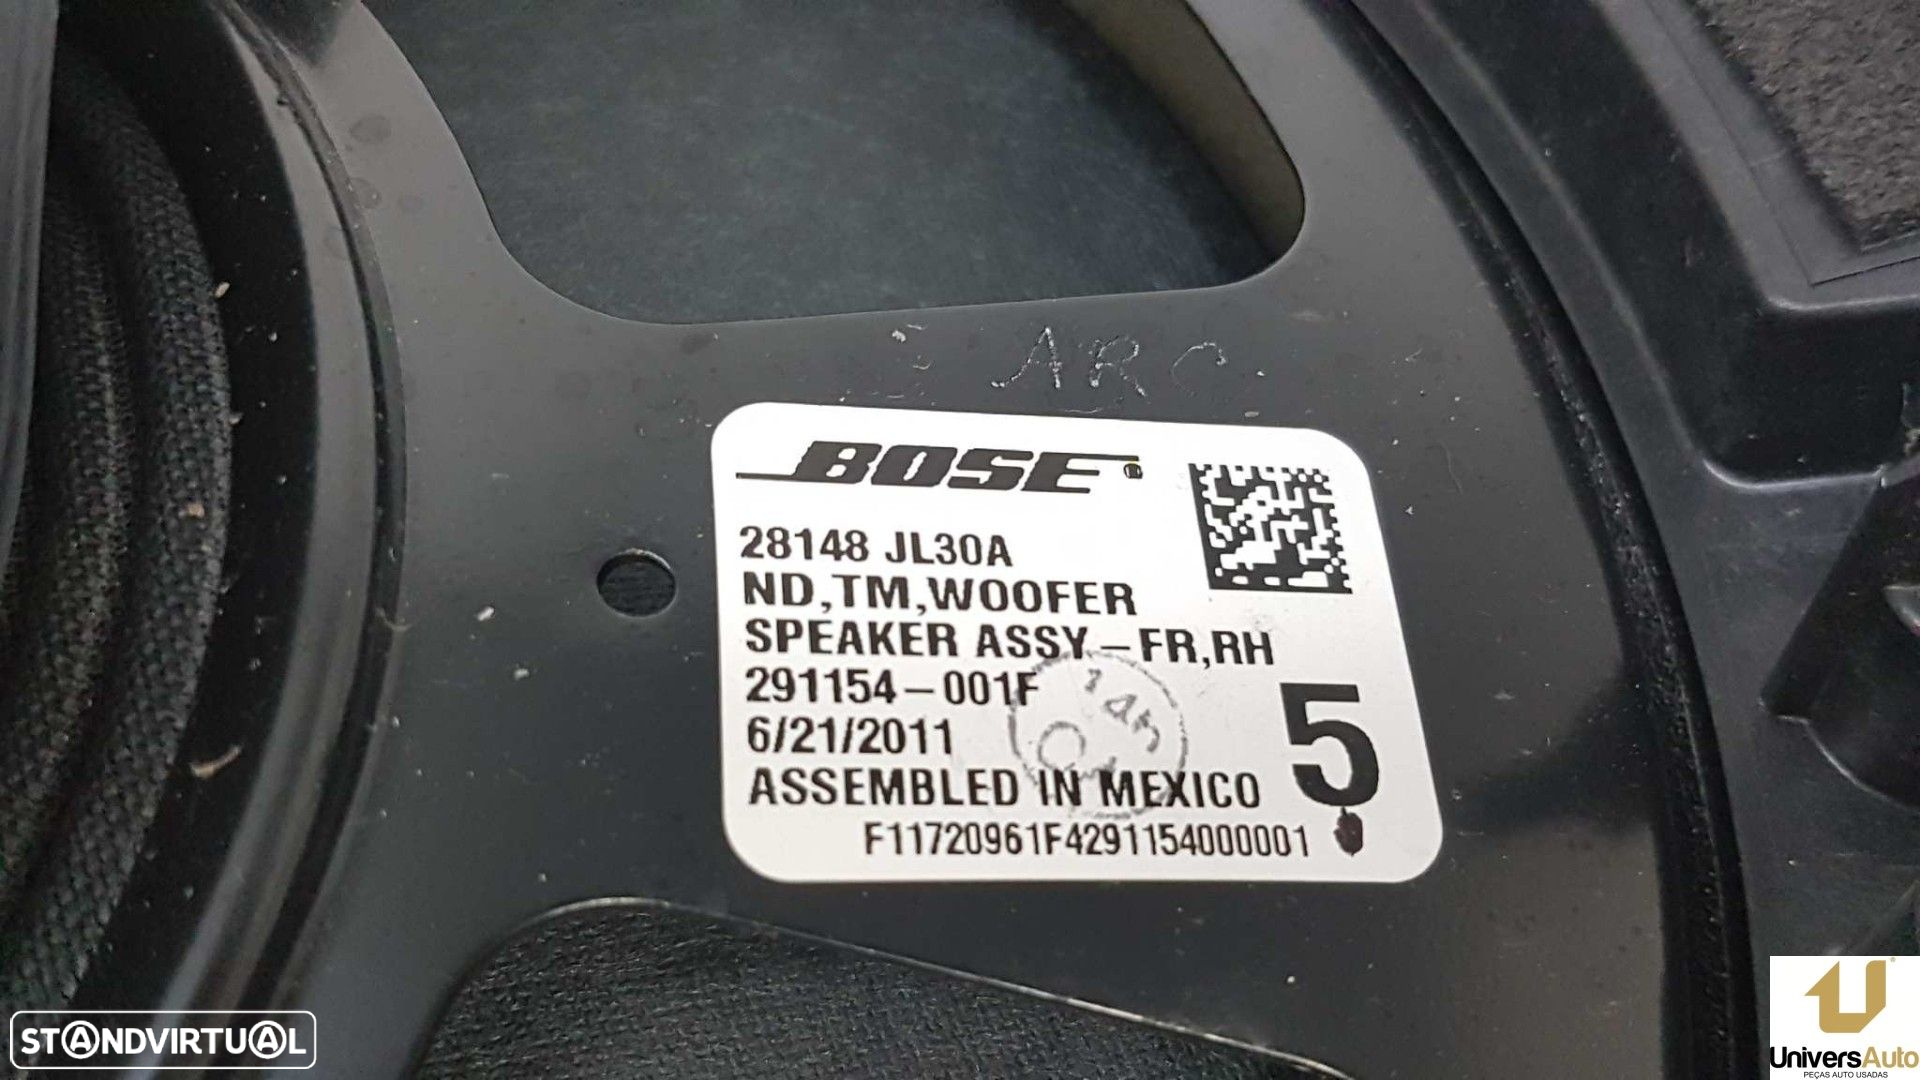 ARC
BOSE
28148 JL30A
ND,TM,WOOFER
SPEAKER ASSY-FR,RH
291154-001F
6/21/2011
ASSEMBLED IN MEXICO
5
F11720961F4291154000001
STANDVIRTUAL
UniversAuto
PEÇAS AUTO USADAS